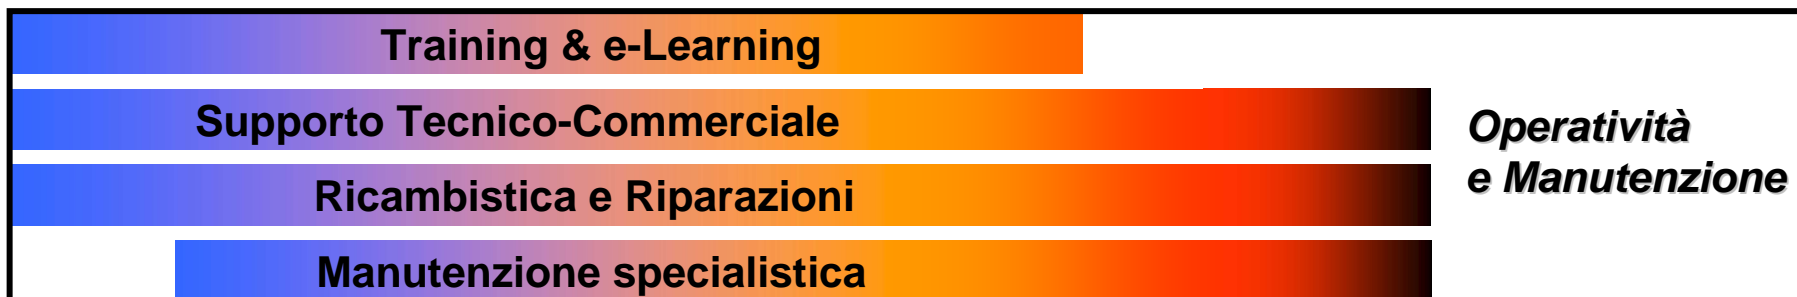 Training & e-Learning
Supporto Tecnico-Commerciale
Operatività
e Manutenzione
Ricambistica e Riparazioni
Manutenzione specialistica